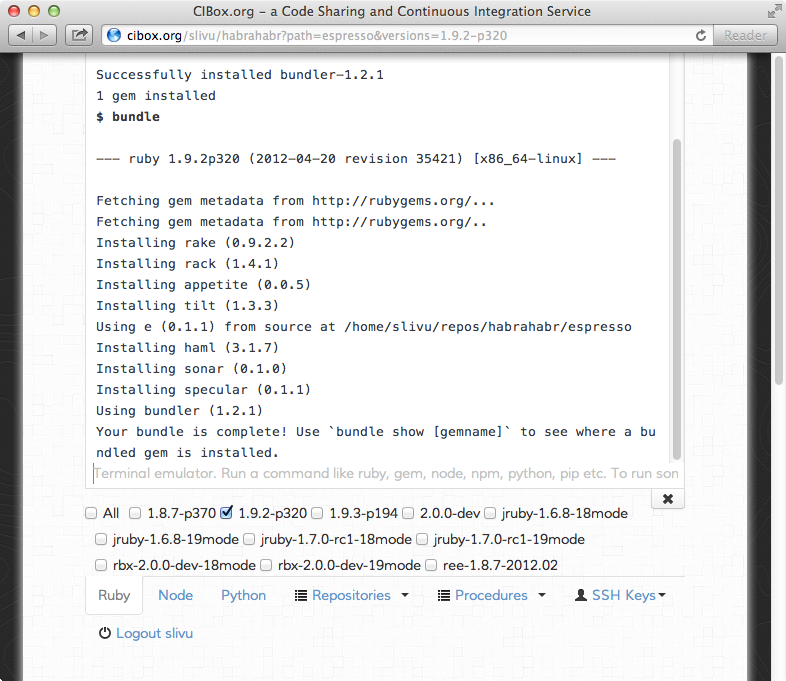 CIBox.org – a Code Sharing and Continuous Integration Service
cibox.org/slivu/habrahabr?path=espresso&versions=1.9.2-p320
Reader
Successfully installed bundler-1.2.1
1 gem installed
$ bundle
--- ruby 1.9.2p320 (2012-04-20 revision 35421) [x86_64-linux] ---
Fetching gem metadata from http://rubygems.org/...
Fetching gem metadata from http://rubygems.org/..
Installing rake (0.9.2.2)
Installing rack (1.4.1)
Installing appetite (0.0.5)
Installing tilt (1.3.3)
Using e (0.1.1) from source at /home/slivu/repos/habrahabr/espresso
Installing haml (3.1.7)
Installing sonar (0.1.0)
Installing specular (0.1.1)
Using bundler (1.2.1)
Your bundle is complete! Use `bundle show [gemname]` to see where a bu
ndled gem is installed.
Terminal emulator. Run a command like ruby, gem, node, npm, python, pip etc. To run son
All 1.8.7-p370 1.9.2-p320 1.9.3-p194 2.0.0-dev jruby-1.6.8-18mode
jruby-1.6.8-19mode jruby-1.7.0-rc1-18mode jruby-1.7.0-rc1-19mode
rbx-2.0.0-dev-18mode rbx-2.0.0-dev-19mode ree-1.8.7-2012.02
Ruby Node Python Repositories Procedures SSH Keys
Logout slivu